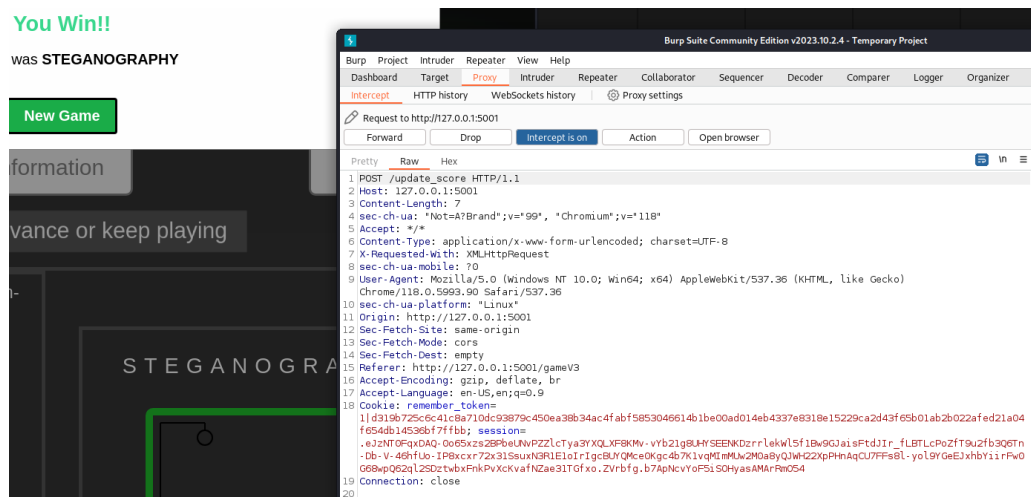 You Win!!
was STEGANOGRAPHY
New Game
formation
vance or keep playing
n-
STEGANOGRA
Burp Suite Community Edition v2023.10.2.4 - Temporary Project
Burp Project Intruder Repeater View Help
Dashboard Target Proxy Intruder Repeater Collaborator Sequencer Decoder Comparer Logger Organizer
Intercept HTTP history WebSockets history Proxy settings
Request to http://127.0.0.1:5001
Forward Drop Intercept is on Action Open browser
Pretty Raw Hex \n
1 POST /update_score HTTP/1.1
2 Host: 127.0.0.1:5001
3 Content-Length: 7
4 sec-ch-ua: "Not=A?Brand";v="99", "Chromium";v="118"
5 Accept: */*
6 Content-Type: application/x-www-form-urlencoded; charset=UTF-8
7 X-Requested-With: XMLHttpRequest
8 sec-ch-ua-mobile: ?0
9 User-Agent: Mozilla/5.0 (Windows NT 10.0; Win64; x64) AppleWebKit/537.36 (KHTML, like Gecko)
Chrome/118.0.5993.90 Safari/537.36
10 sec-ch-ua-platform: "Linux"
11 Origin: http://127.0.0.1:5001
12 Sec-Fetch-Site: same-origin
13 Sec-Fetch-Mode: cors
14 Sec-Fetch-Dest: empty
15 Referer: http://127.0.0.1:5001/gameV3
16 Accept-Encoding: gzip, deflate, br
17 Accept-Language: en-US,en;q=0.9
18 Cookie: remember_token=
1|d319b725c6c41c8a710dc93879c450ea38b34ac4fabf5853046614b1be00ad014eb4337e8318e15229ca2d43f65b01ab2b022afed21a04
f654db14536bf7ffbb; session=
19 Connection: close
20